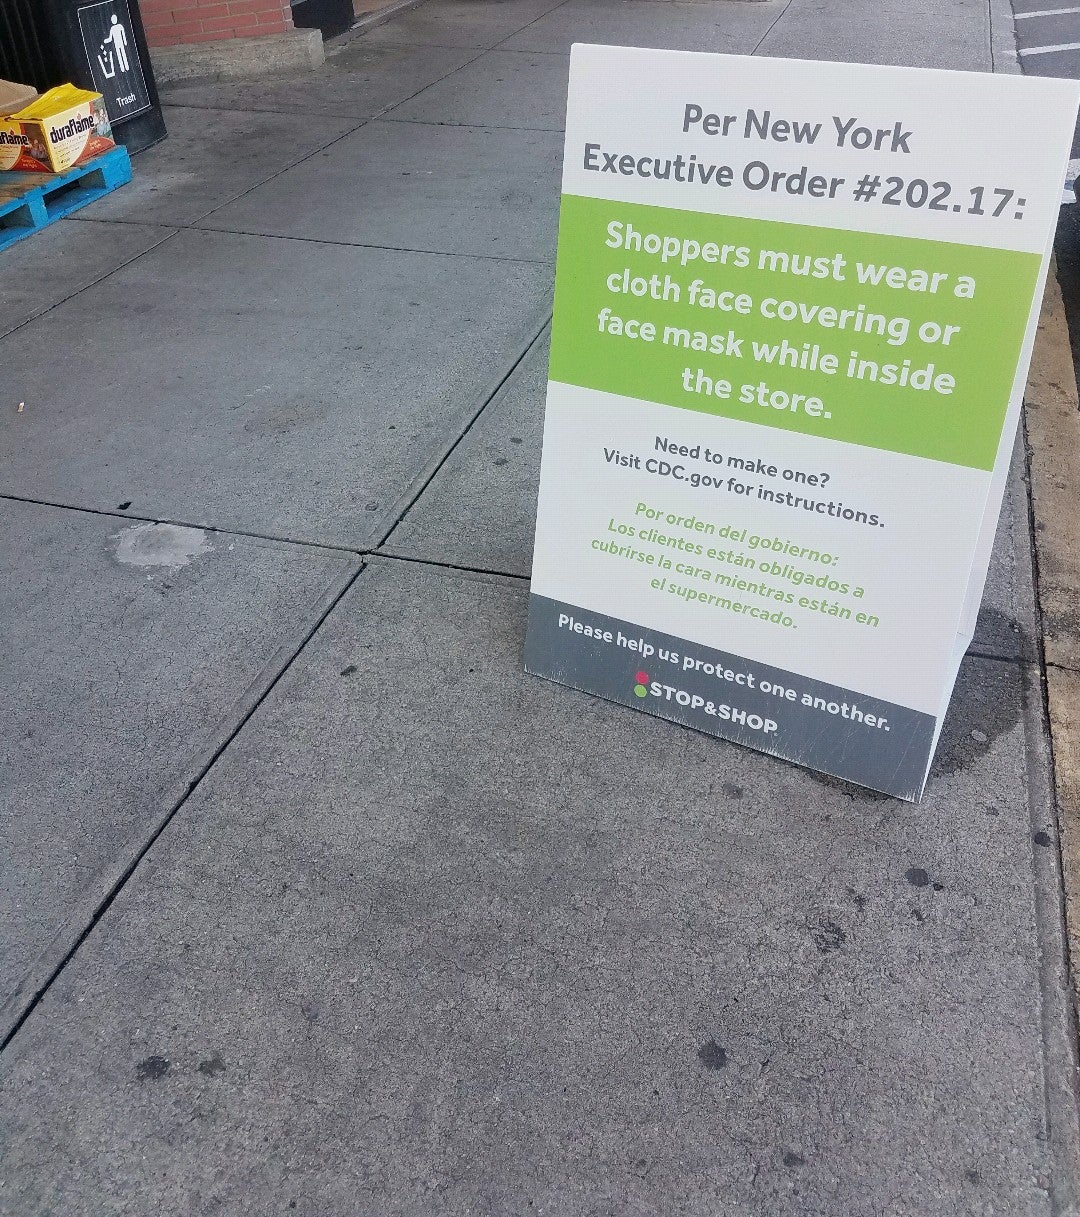 Trash
duraflame
flame
Per New York
Executive Order #202.17:
Shoppers must wear a
cloth face covering or
face mask while inside
the store.
Need to make one?
Visit CDC.gov for instructions.
Por orden del gobierno:
Los clientes están obligados a
cubrirse la cara mientras están en
el supermercado.
Please help us protect one another.
STOP&SHOP